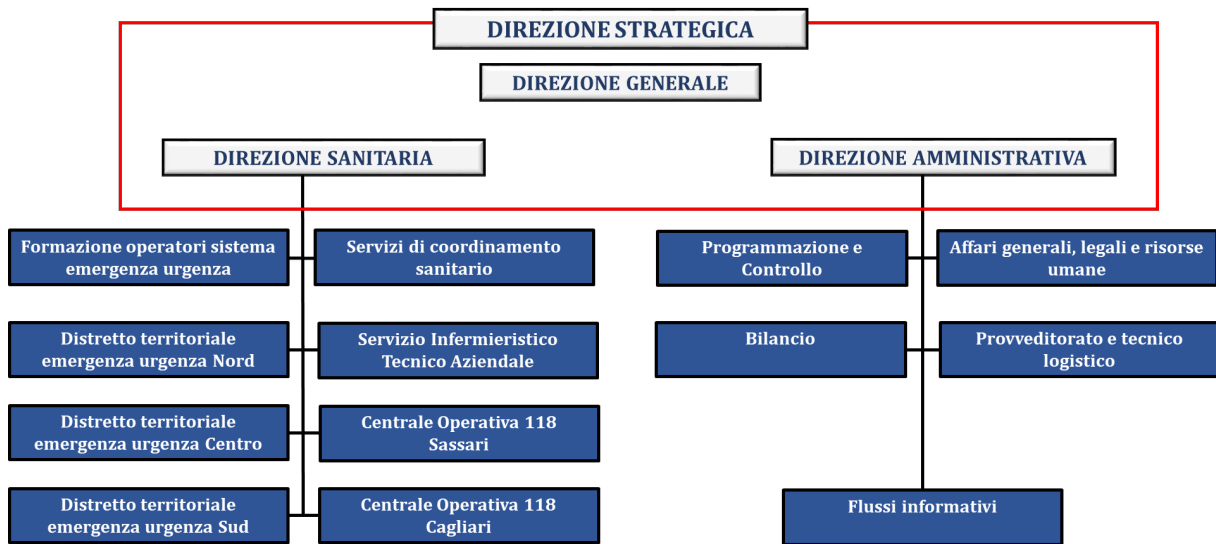 DIREZIONE STRATEGICA
DIREZIONE GENERALE
DIREZIONE SANITARIA
DIREZIONE AMMINISTRATIVA
Formazione operatori sistema
emergenza urgenza
Servizi di coordinamento
sanitario
Programmazione e
Controllo
Affari generali, legali e risorse
umane
Distretto territoriale
emergenza urgenza Nord
Servizio Infermieristico
Tecnico Aziendale
Bilancio
Provveditorato e tecnico
logistico
Distretto territoriale
emergenza urgenza Centro
Centrale Operativa 118
Sassari
Distretto territoriale
emergenza urgenza Sud
Centrale Operativa 118
Cagliari
Flussi informativi